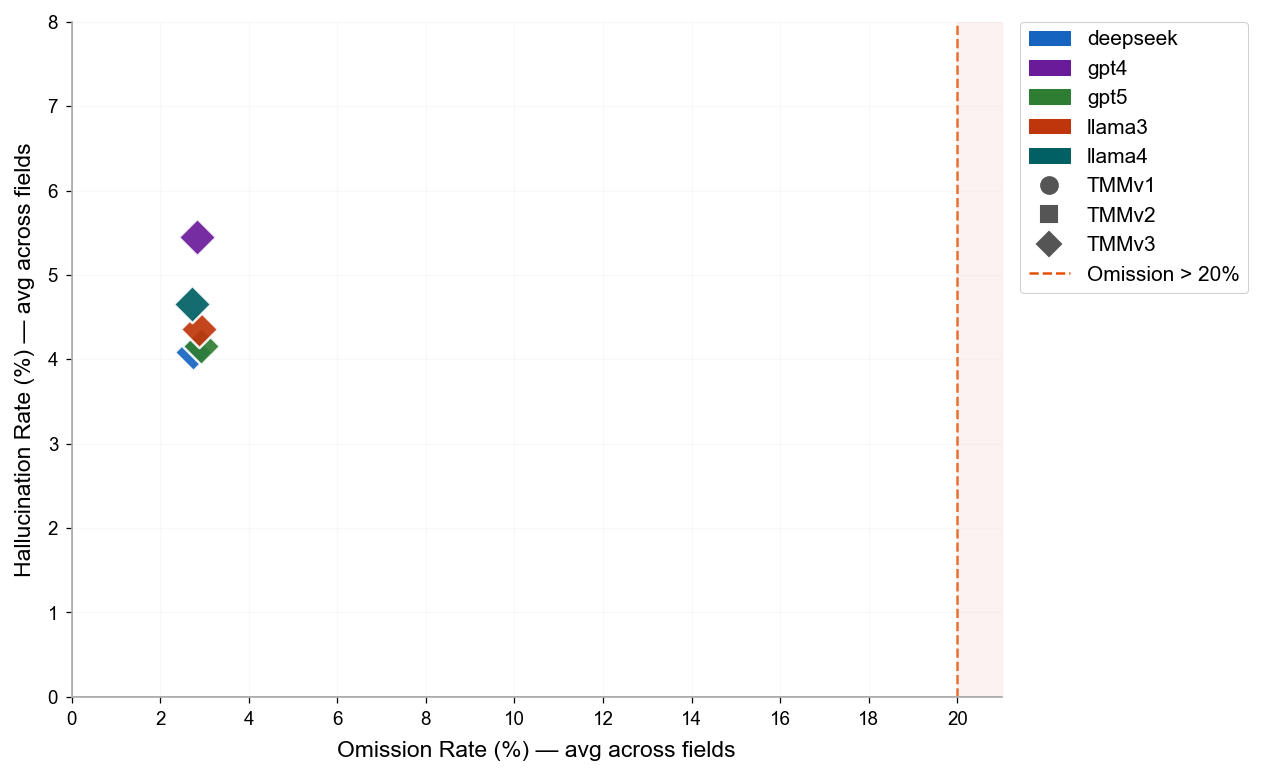 8
7
6
5
4
3
2
1
0
Hallucination Rate (%) — avg across fields
0 2 4 6 8 10 12 14 16 18 20
Omission Rate (%) — avg across fields
deepseek
gpt4
gpt5
llama3
llama4
TMMv1
TMMv2
TMMv3
Omission > 20%